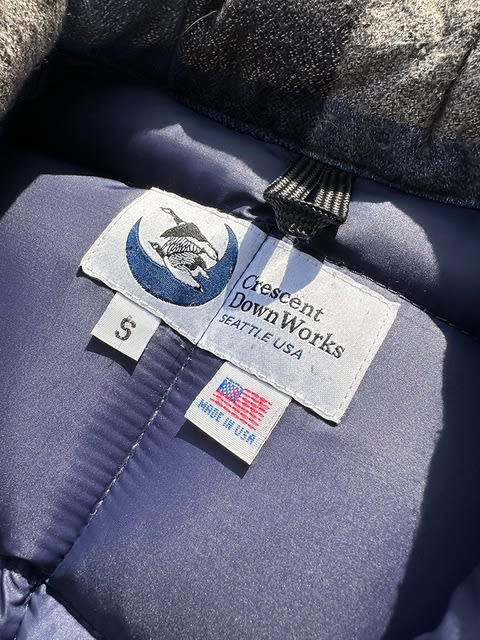 Crescent
DownWorks
SEATTLE USA
S
MADE IN USA